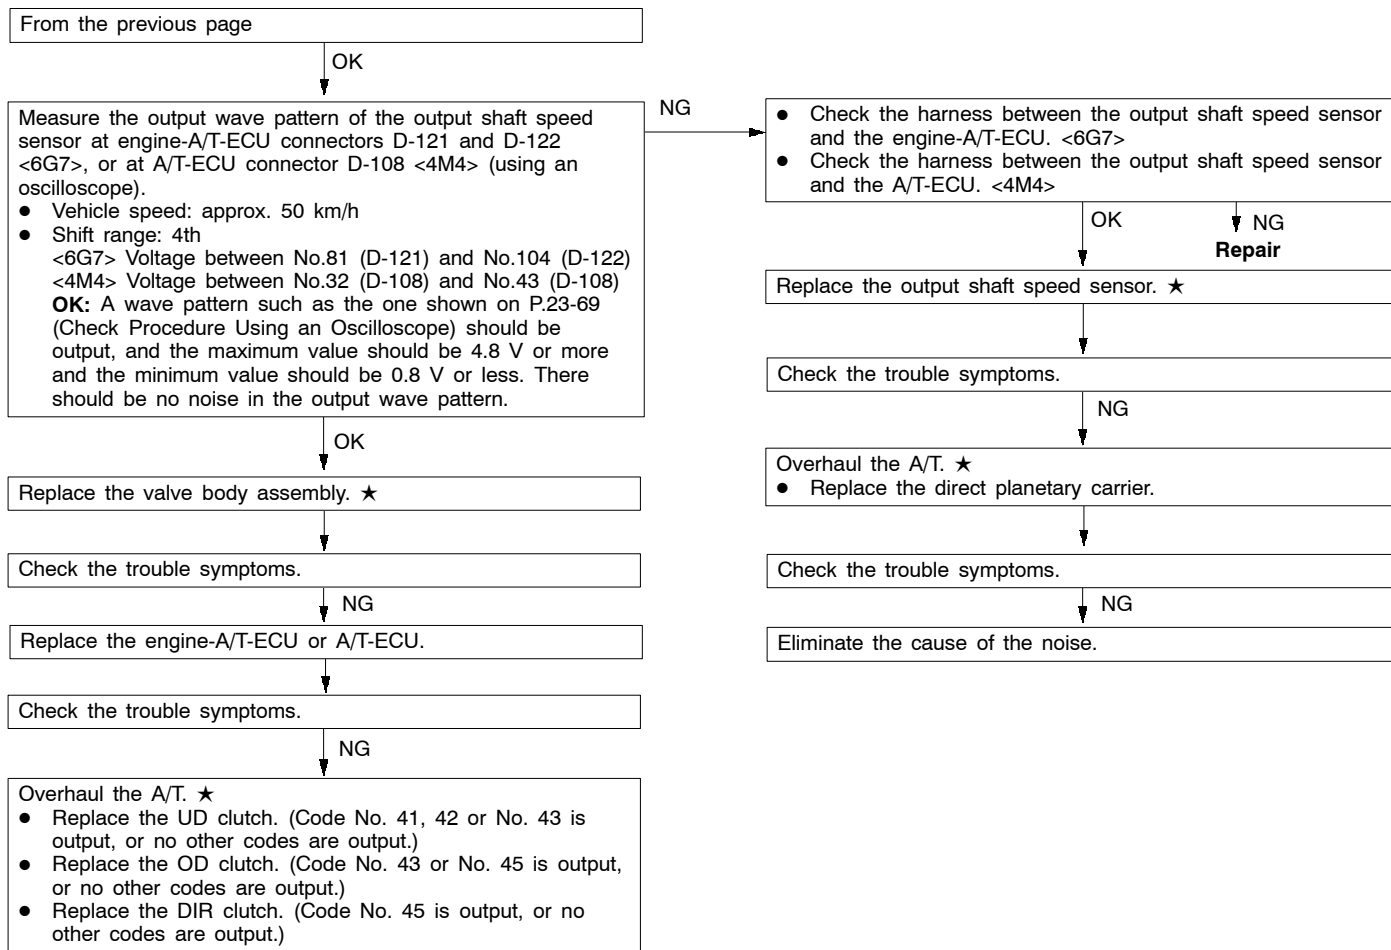 From the previous page
OK
Measure the output wave pattern of the output shaft speed
sensor at engine-A/T-ECU connectors D-121 and D-122
<6G7>, or at A/T-ECU connector D-108 <4M4> (using an
oscilloscope).
● Vehicle speed: approx. 50 km/h
● Shift range: 4th
<6G7> Voltage between No.81 (D-121) and No.104 (D-122)
<4M4> Voltage between No.32 (D-108) and No.43 (D-108)
OK: A wave pattern such as the one shown on P.23-69
(Check Procedure Using an Oscilloscope) should be
output, and the maximum value should be 4.8 V or more
and the minimum value should be 0.8 V or less. There
should be no noise in the output wave pattern.
OK
Replace the valve body assembly. ★
Check the trouble symptoms.
NG
Replace the engine-A/T-ECU or A/T-ECU.
Check the trouble symptoms.
NG
Overhaul the A/T. ★
● Replace the UD clutch. (Code No. 41, 42 or No. 43 is
output, or no other codes are output.)
● Replace the OD clutch. (Code No. 43 or No. 45 is output,
or no other codes are output.)
● Replace the DIR clutch. (Code No. 45 is output, or no
other codes are output.)
NG
● Check the harness between the output shaft speed sensor
and the engine-A/T-ECU. <6G7>
● Check the harness between the output shaft speed sensor
and the A/T-ECU. <4M4>
OK
NG
Repair
Replace the output shaft speed sensor. ★
Check the trouble symptoms.
NG
Overhaul the A/T. ★
● Replace the direct planetary carrier.
Check the trouble symptoms.
NG
Eliminate the cause of the noise.